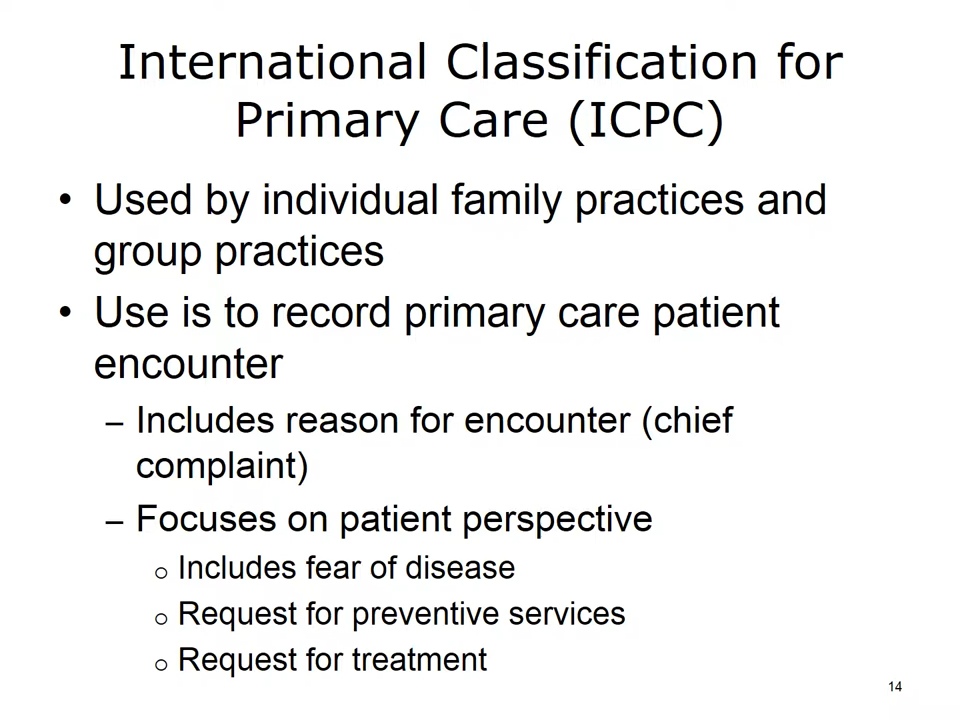 International Classification for
Primary Care (ICPC)
• Used by individual family practices and
group practices
• Use is to record primary care patient
encounter
– Includes reason for encounter (chief
complaint)
– Focuses on patient perspective
o Includes fear of disease
o Request for preventive services
o Request for treatment
14